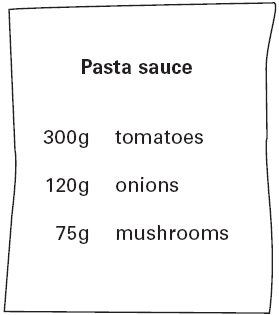 Pasta sauce
300g tomatoes
120g onions
75g mushrooms